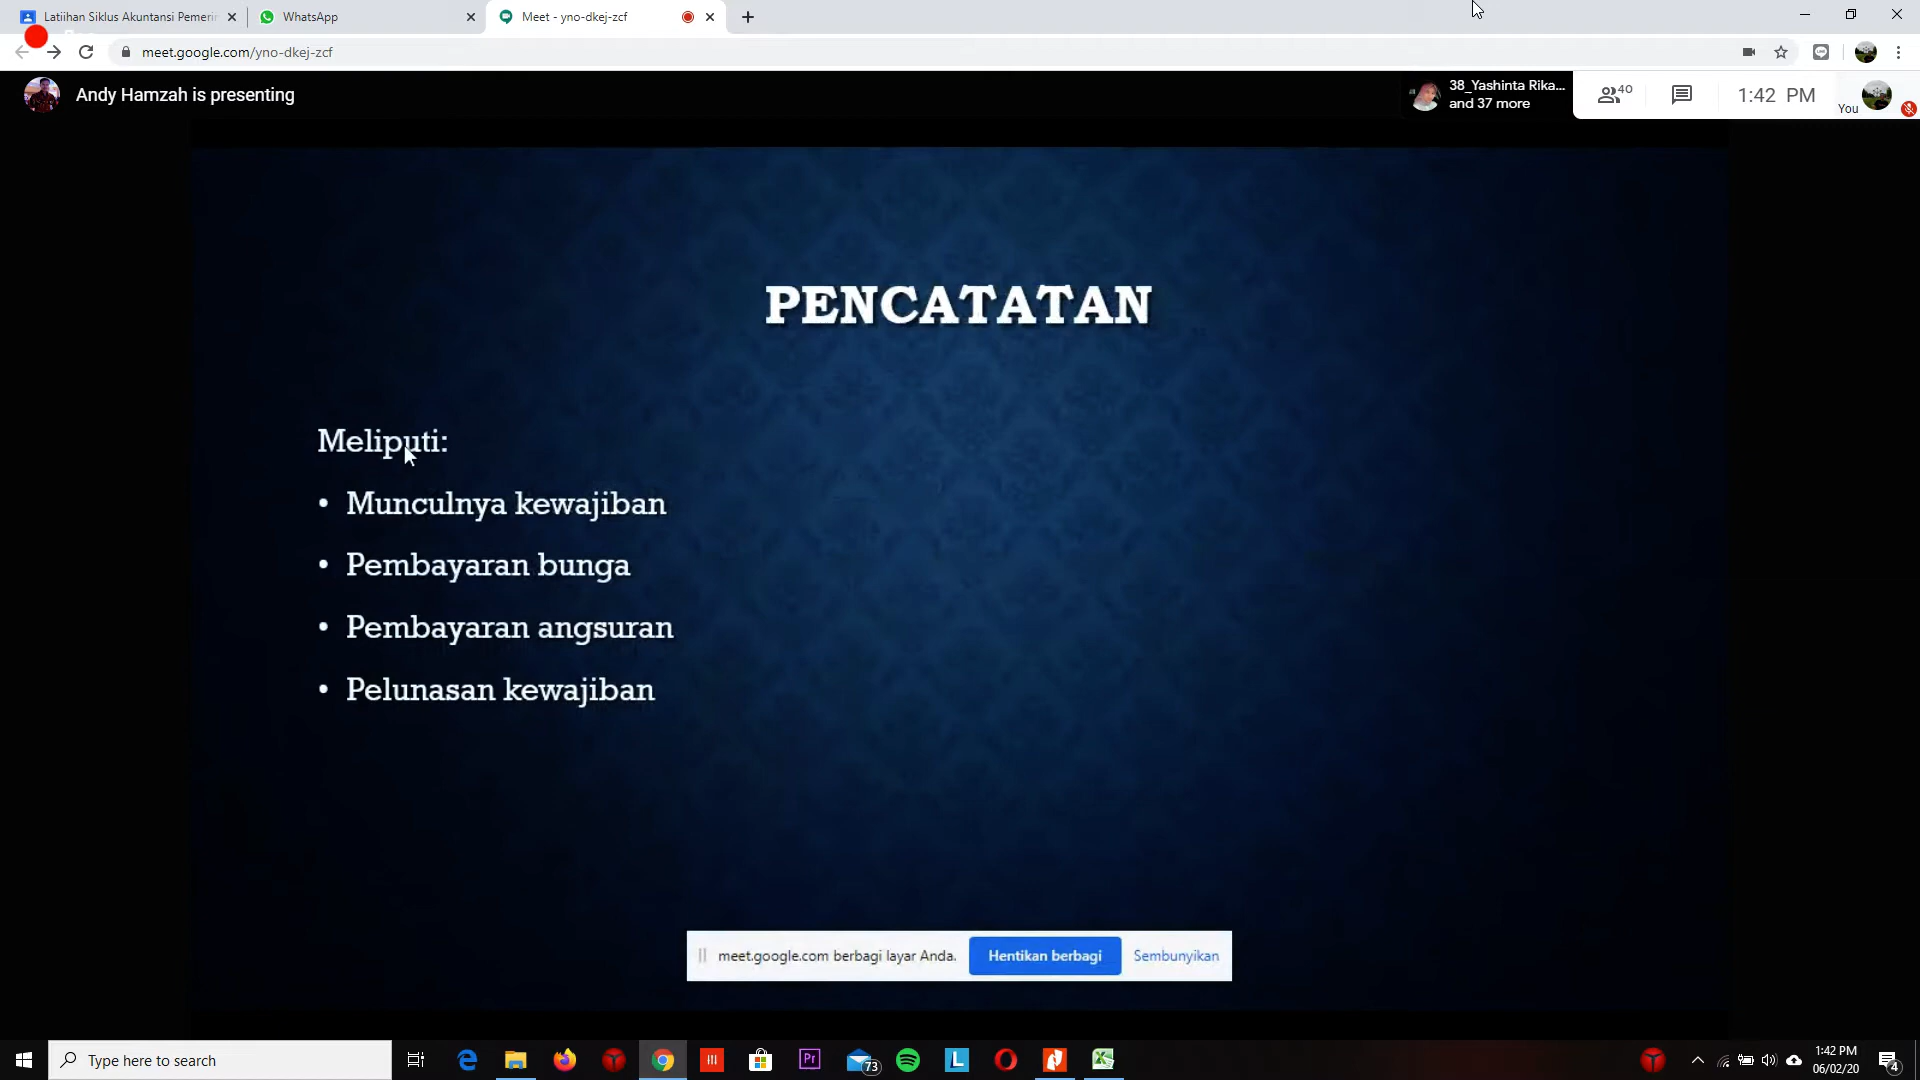 Latiihan Siklus Akuntansi Pemerin
WhatsApp
Meet - yno-dkej-zcf
meet.google.com/yno-dkej-zcf
Andy Hamzah is presenting
38_Yashinta Rika...
and 37 more
40
1:42 PM
You
PENCATATAN
Meliputi:
• Munculnya kewajiban
• Pembayaran bunga
• Pembayaran angsuran
• Pelunasan kewajiban
meet.google.com berbagi layar Anda.
Hentikan berbagi
Sembunyikan
Type here to search
Pr
73
L
1:42 PM
06/02/20
4